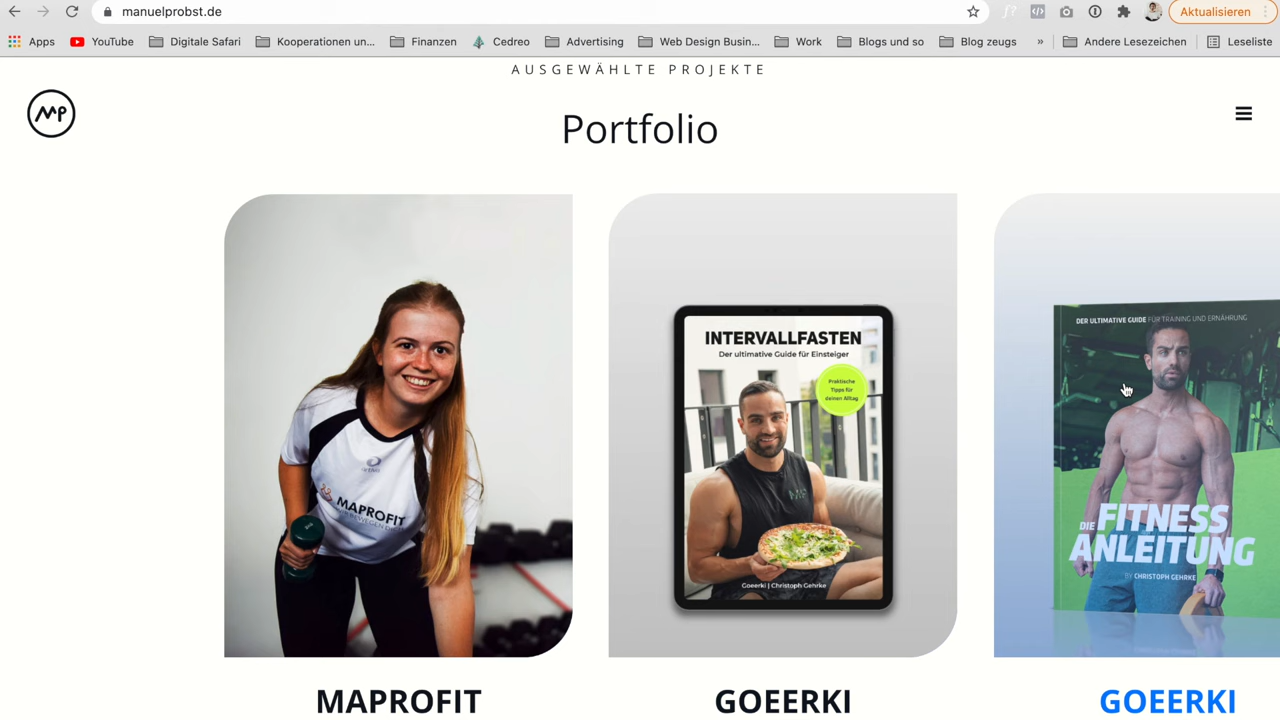 manuelprobst.de
Aktualisieren
Apps
YouTube
Digitale Safari
Kooperationen un...
Finanzen
Cedreo
Advertising
Web Design Busin...
Work
Blogs und so
Blog zeugs
»
Andere Lesezeichen
Leseliste
AUSGEWÄHLTE PROJEKTE
MP
Portfolio
MAPROFIT
INTERVALLFASTEN
Der ultimative Guide für Einsteiger
Praktische
Tipps für
deinen Alltag
Goeerki | Christoph Gehrke
DER ULTIMATIVE GUIDE FÜR TRAINING UND ERNÄHRUNG
DIE FITNESS
ANLEITUNG
BY CHRISTOPH GEHRKE
MAPROFIT
GOEERKI
GOEERKI